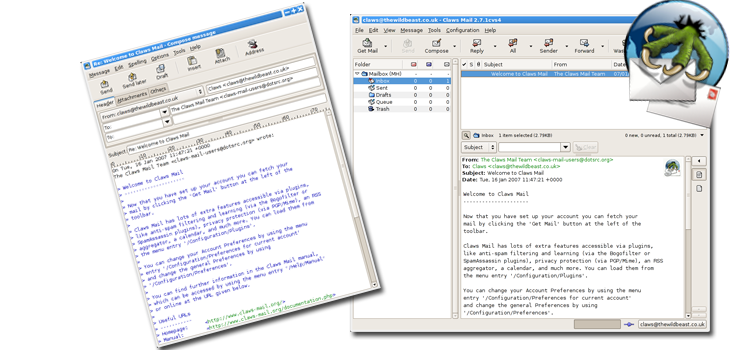 Re: Welcome to Claws Mail - Compose message
Message Edit Spelling Options Tools Help
Send Send later Draft Insert Attach Address
Header Attachments Others
From: claws@thewildbeast.co.uk Claws <claws@thewildbeast.co.uk>
To: The Claws Mail Team <claws-mail-users@dotsrc.org>
To:
Subject: Re: Welcome to Claws Mail
On Tue, 16 Jan 2007 11:47:21 +0000
The Claws Mail Team <claws-mail-users@dotsrc.org> wrote:
> Welcome to Claws Mail
> ---------------------
>
> Now that you have set up your account you can fetch your
> mail by clicking the 'Get Mail' button at the left of the
> toolbar.
>
> Claws Mail has lots of extra features accessible via plugins,
> like anti-spam filtering and learning (via the Bogofilter or
> SpamAssassin plugins), privacy protection (via PGP/Mime), an RSS
> aggregator, a calendar, and much more. You can load them from
> the menu entry '/Configuration/Plugins'.
>
> You can change your Account Preferences by using the menu
> entry '/Configuration/Preferences for current account'
> and change the general Preferences by using
> '/Configuration/Preferences'.
>
> You can find further information in the Claws Mail manual,
> which can be accessed by using the menu entry '/Help/Manual'
> or online at the URL given below.
>
> Useful URLs
> -----------
> Homepage: <http://www.claws-mail.org/>
> Manual: <http://www.claws-mail.org/documentation.php>
claws@thewildbeast.co.uk - Claws Mail 2.7.1cvs4
File Edit View Message Tools Configuration Help
Get Mail Send Compose Reply All Sender Forward
Folder
Mailbox (MH) - - -
Inbox 0 0 1
Sent 0 0 0
Drafts 0 0 0
Queue 0 0 0
Trash 0 0 0
S Subject From Date
Welcome to Claws Mail The Claws Mail Team
Inbox 1 item selected (2.79KB) 0 new, 0 unread, 1 total (2.79KB)
Subject Clear
From: The Claws Mail Team <claws-mail-users@dotsrc.org>
To: Claws <claws@thewildbeast.co.uk>
Subject: Welcome to Claws Mail
Date: Tue, 16 Jan 2007 11:47:21 +0000
Welcome to Claws Mail
---------------------
Now that you have set up your account you can fetch your
mail by clicking the 'Get Mail' button at the left of the
toolbar.
Claws Mail has lots of extra features accessible via plugins,
like anti-spam filtering and learning (via the Bogofilter or
SpamAssassin plugins), privacy protection (via PGP/Mime), an RSS
aggregator, a calendar, and much more. You can load them from
the menu entry '/Configuration/Plugins'.
You can change your Account Preferences by using the menu
entry '/Configuration/Preferences for current account'
and change the general Preferences by using
'/Configuration/Preferences'.
claws@thewildbeast.co.uk